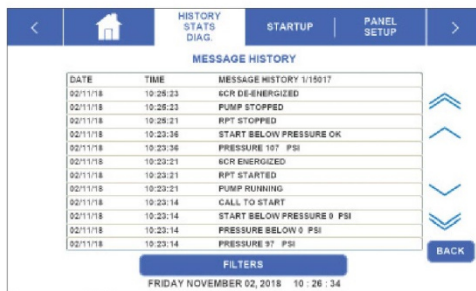 <
HISTORY STATS DIAG.
STARTUP
PANEL SETUP
>
MESSAGE HISTORY
DATE TIME MESSAGE HISTORY 1/15017
02/11/18 10:25:23 6CR DE-ENERGIZED
02/11/18 10:25:23 PUMP STOPPED
02/11/18 10:25:21 RPT STOPPED
02/11/18 10:23:36 START BELOW PRESSURE OK
02/11/18 10:23:36 PRESSURE 107 PSI
02/11/18 10:23:21 6CR ENERGIZED
02/11/18 10:23:21 RPT STARTED
02/11/18 10:23:21 PUMP RUNNING
02/11/18 10:23:14 CALL TO START
02/11/18 10:23:14 START BELOW PRESSURE 0 PSI
02/11/18 10:23:14 PRESSURE BELOW 0 PSI
02/11/18 10:23:14 PRESSURE 97 PSI
BACK
FILTERS
FRIDAY NOVEMBER 02, 2018 10 : 26 : 34